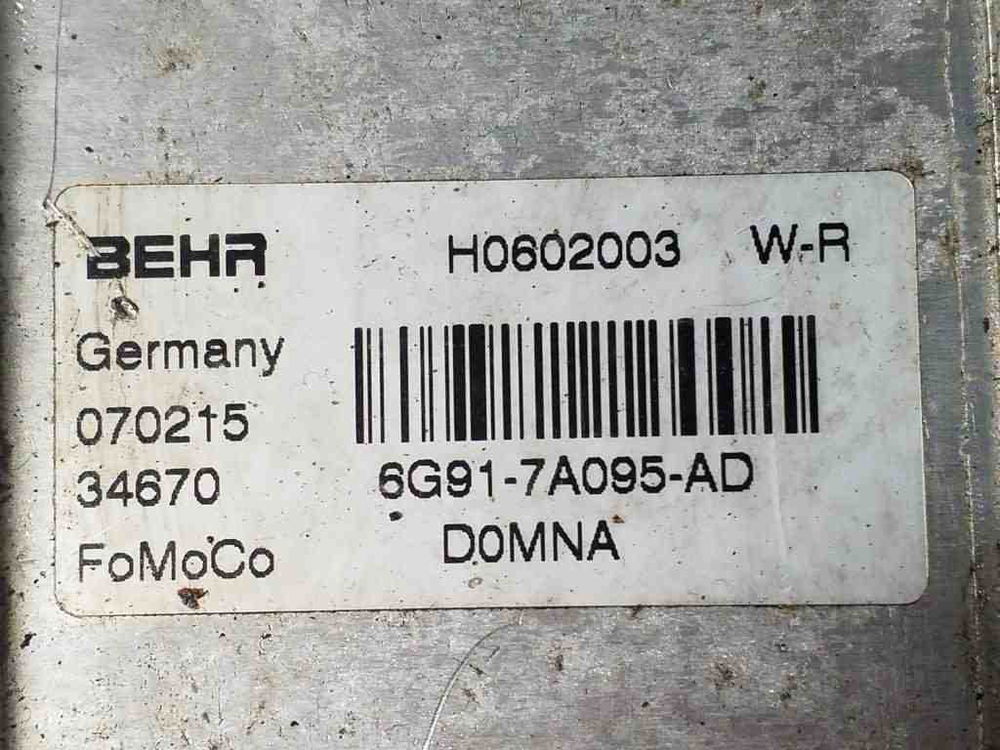 BEHR H0602003 W-R
Germany
070215
34670 6G91-7A095-AD
FoMoCo D0MNA